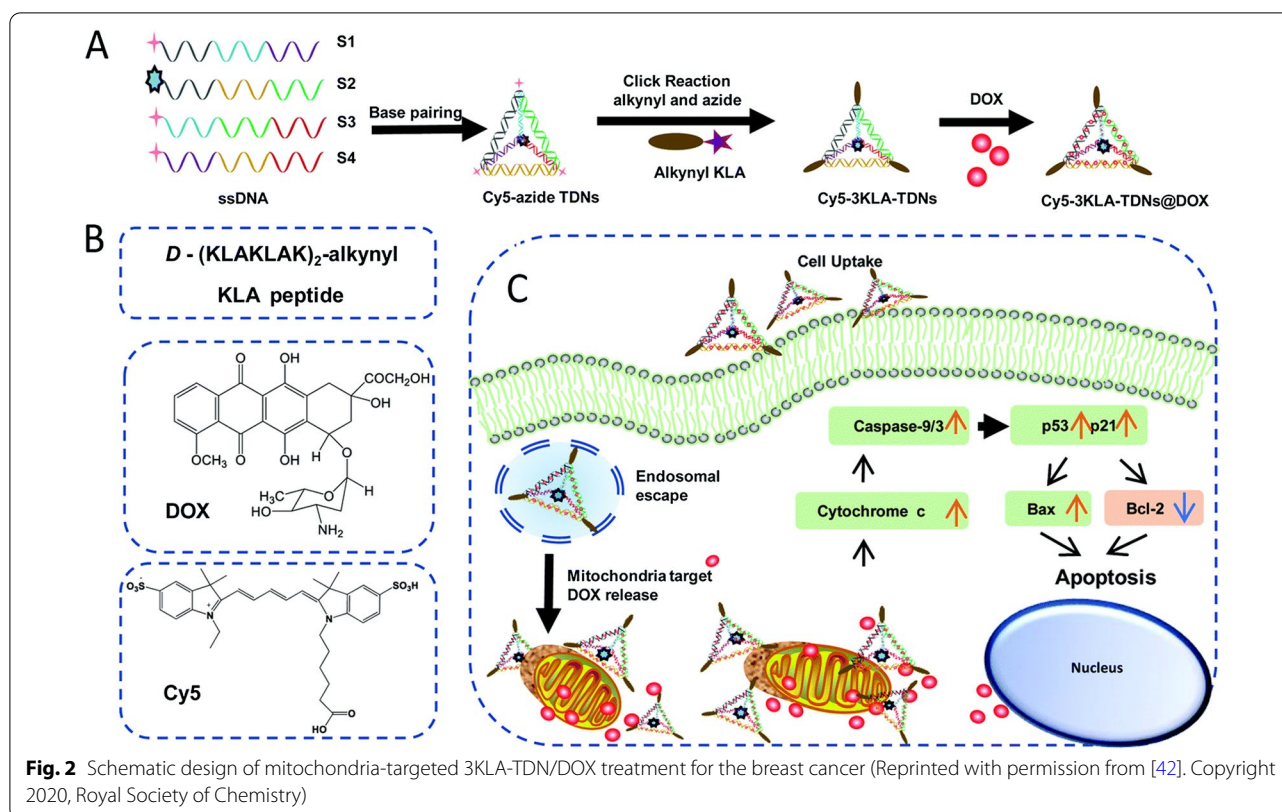 A
S1
S2
S3
S4
ssDNA
Base pairing
Cy5-azide TDNs
Click Reaction
alkynyl and azide
Alkynyl KLA
Cy5-3KLA-TDNs
DOX
Cy5-3KLA-TDNs@DOX
B
D - (KLAKLAK)2-alkynyl
KLA peptide
O
OH
COCH2OH
OH
OCH3
O
OH
H
O
H3C
O
H
HO
NH2
DOX
-O3S
SO3H
N+
N
Cy5
O
HO
C
Cell Uptake
Endosomal
escape
Mitochondria target
DOX release
Caspase-9/3
p53
p21
Cytochrome c
Bax
Bcl-2
Apoptosis
Nucleus
Fig. 2 Schematic design of mitochondria-targeted 3KLA-TDN/DOX treatment for the breast cancer (Reprinted with permission from [42]. Copyright
2020, Royal Society of Chemistry)